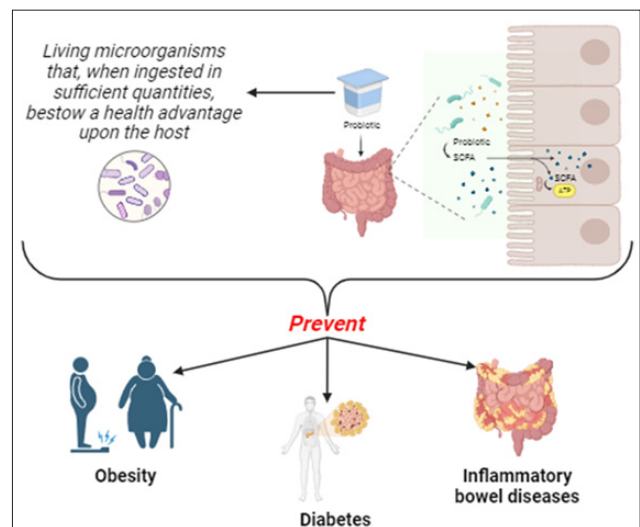 Living microorganisms
that, when ingested in
sufficient quantities,
bestow a health advantage
upon the host
Probiotic
Probiotic
SCFA
SCFA
ATP
Prevent
Obesity
Diabetes
Inflammatory
bowel diseases